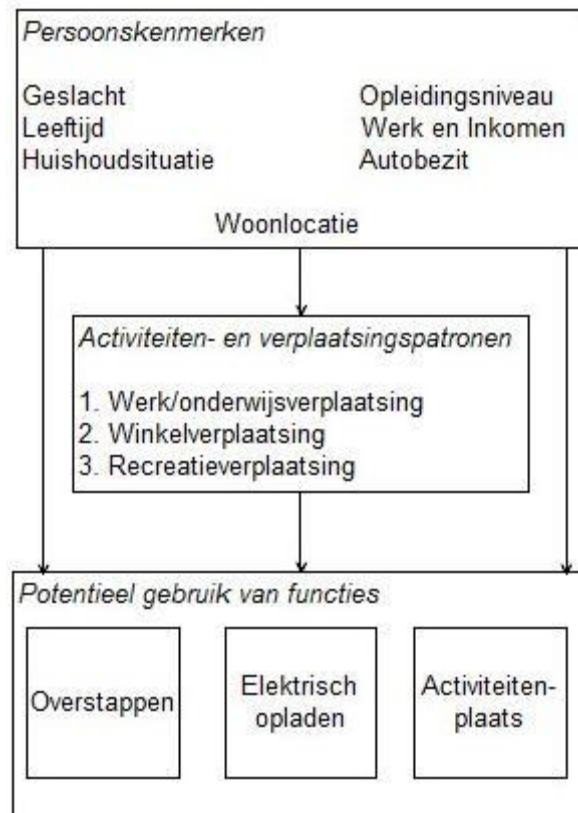 Persoonskenmerken
Geslacht Opleidingsniveau
Leeftijd Werk en Inkomen
Huishoudsituatie Autobezit
Woonlocatie
Activiteiten- en verplaatsingspatronen
1. Werk/onderwijsverplaatsing
2. Winkelverplaatsing
3. Recreatieverplaatsing
Potentieel gebruik van functies
Overstappen
Elektrisch
opladen
Activiteiten-
plaats